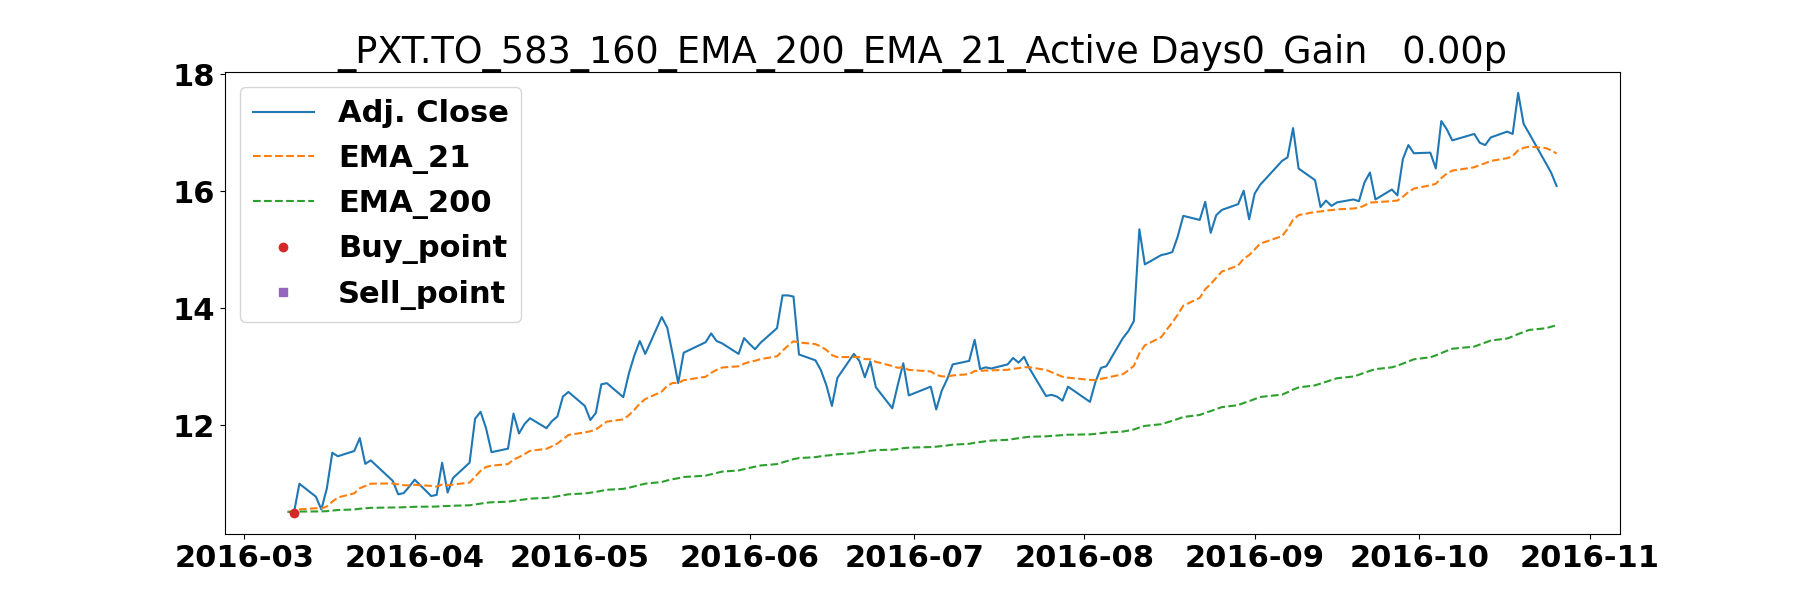 _PXT.TO_583_160_EMA_200_EMA_21_Active Days0_Gain   0.00p
18
16
14
12
Adj. Close
EMA_21
EMA_200
Buy_point
Sell_point
2016-03 2016-04 2016-05 2016-06 2016-07 2016-08 2016-09 2016-10 2016-11